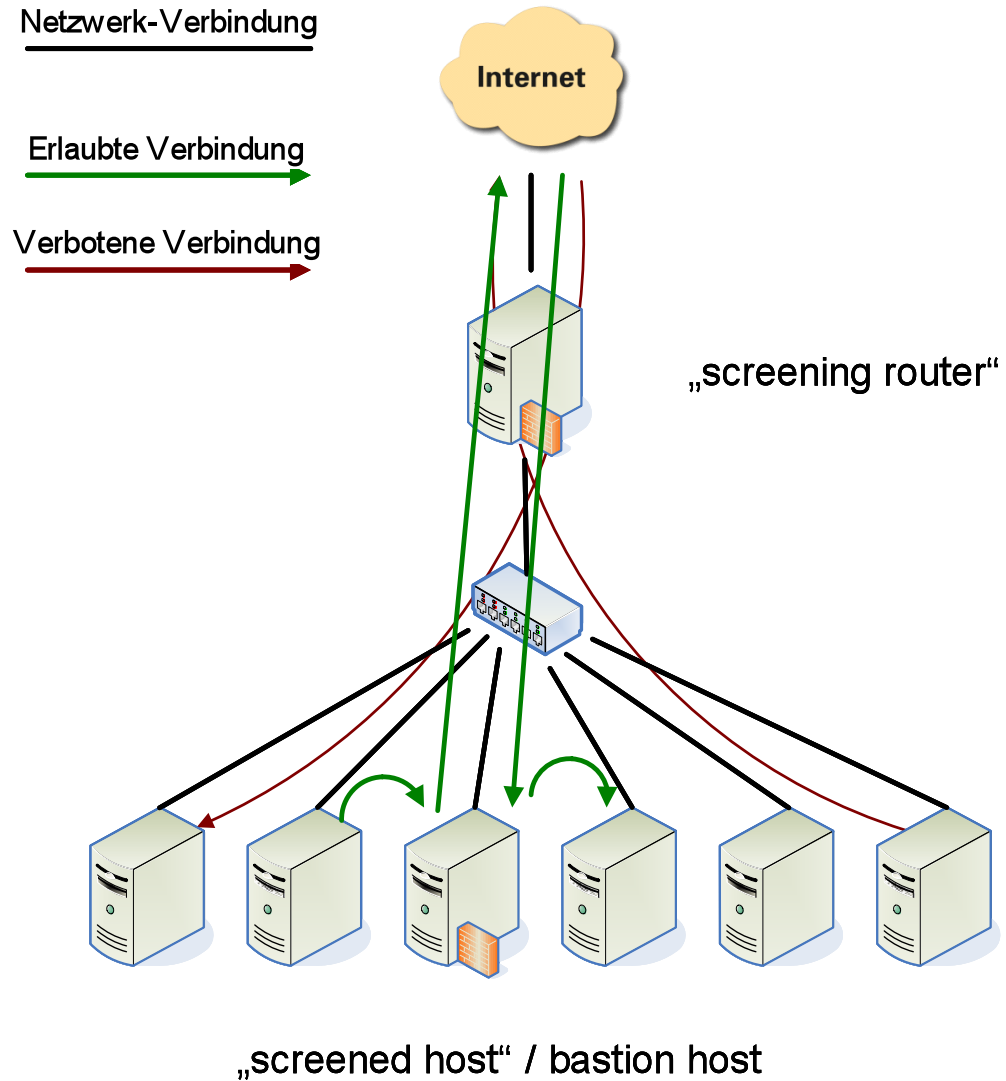 Netzwerk-Verbindung
Internet
Erlaubte Verbindung
Verbotene Verbindung
„screening router“
„screened host“ / bastion host